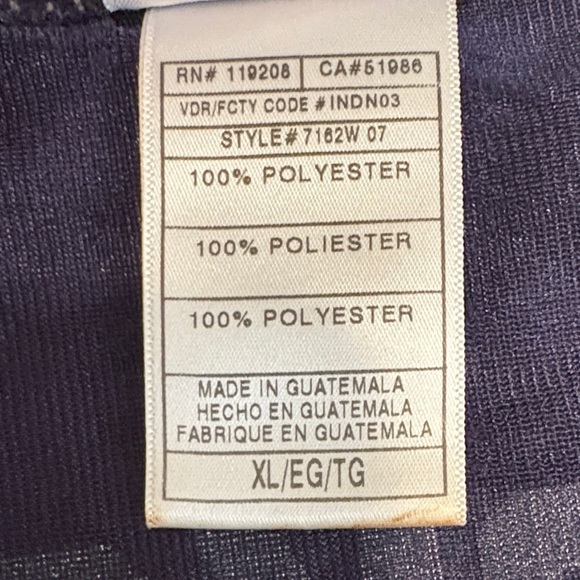 RN# 119208 CA#51986
VDR/FCTY CODE #INDN03
STYLE# 7162W 07
100% POLYESTER
100% POLIESTER
100% POLYESTER
MADE IN GUATEMALA
HECHO EN GUATEMALA
FABRIQUE EN GUATEMALA
XL/EG/TG